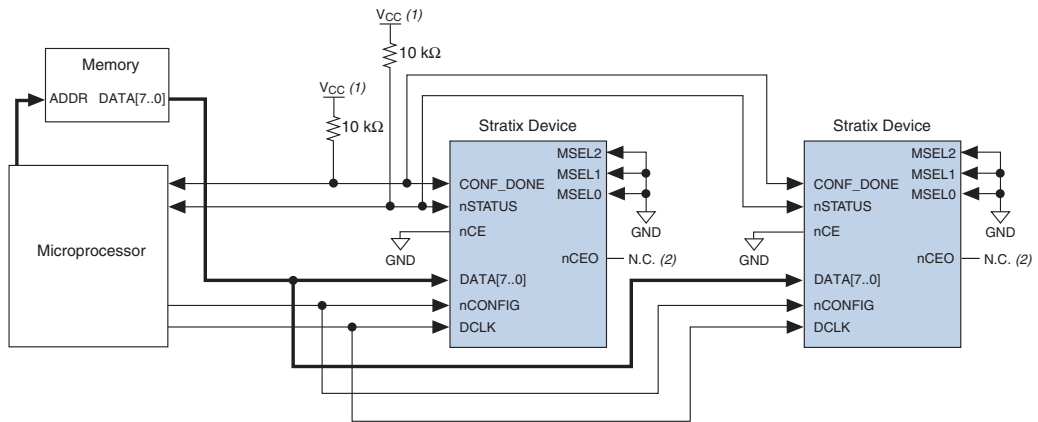 VCC (1)
10 kΩ
VCC (1)
10 kΩ
Memory
ADDR DATA[7..0]
Microprocessor
Stratix Device
MSEL2
MSEL1
MSEL0
CONF_DONE
nSTATUS
nCE
GND
GND
nCEO N.C. (2)
DATA[7..0]
nCONFIG
DCLK
Stratix Device
MSEL2
MSEL1
MSEL0
CONF_DONE
nSTATUS
nCE
GND
GND
nCEO N.C. (2)
DATA[7..0]
nCONFIG
DCLK